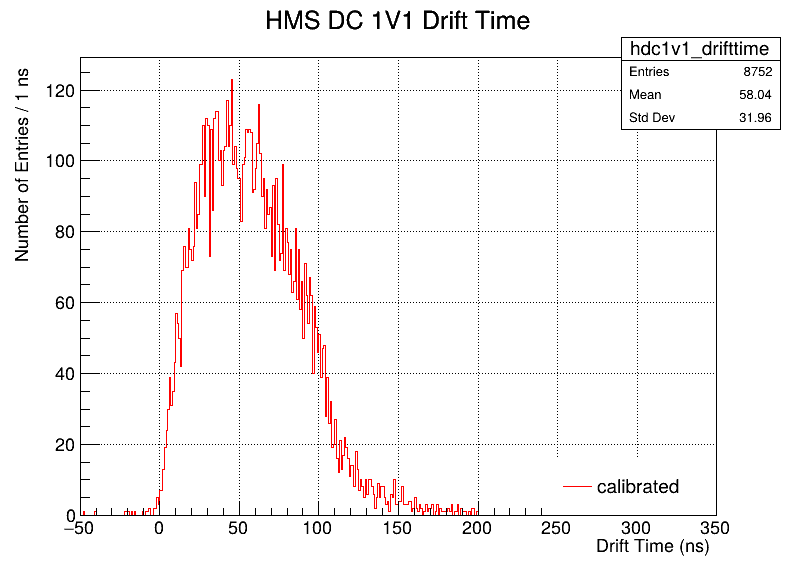 HMS DC 1V1 Drift Time
hdc1v1_drifttime
Entries 8752
Mean 58.04
Std Dev 31.96
Number of Entries / 1 ns
120
100
80
60
40
20
0
calibrated
−50 0 50 100 150 200 250 300 350
Drift Time (ns)